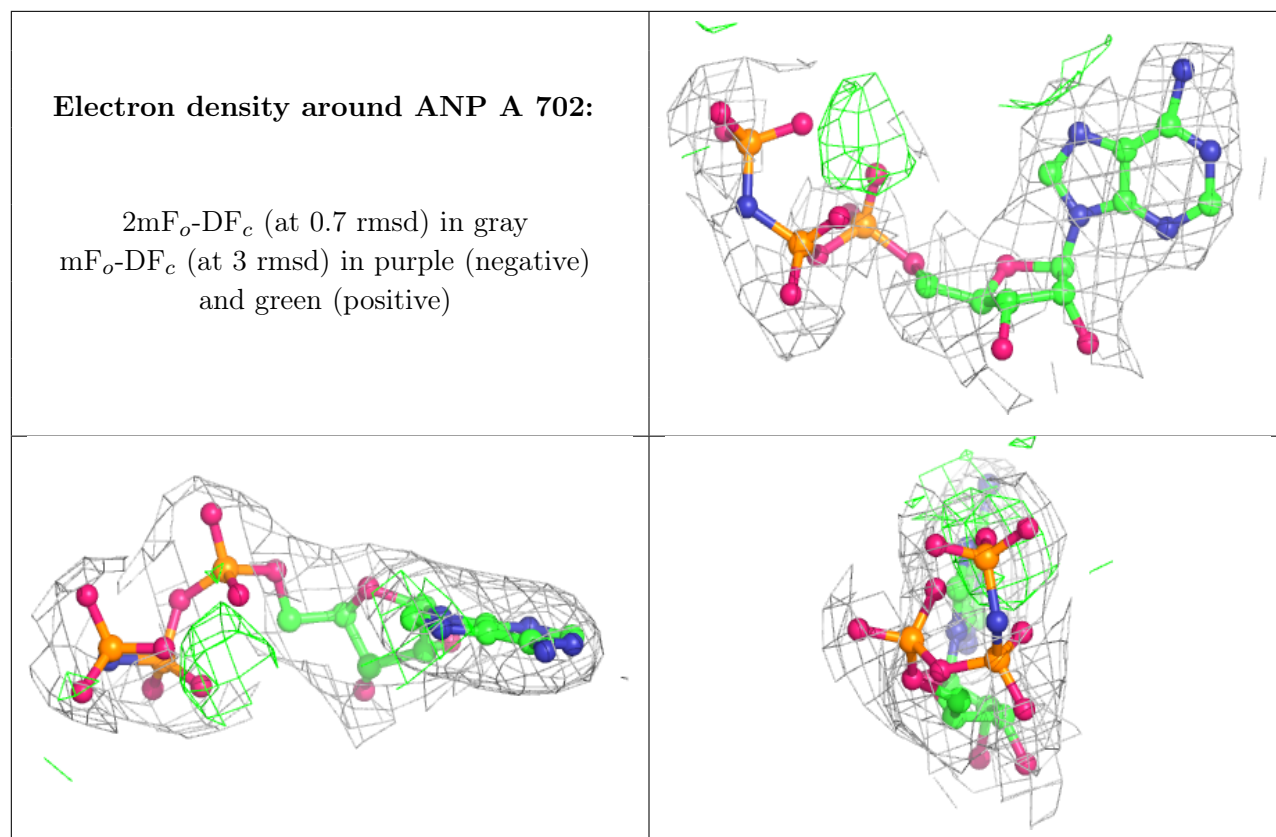 Electron density around ANP A 702:
2mFₒ-DF𝒸 (at 0.7 rmsd) in gray
mFₒ-DF𝒸 (at 3 rmsd) in purple (negative)
and green (positive)